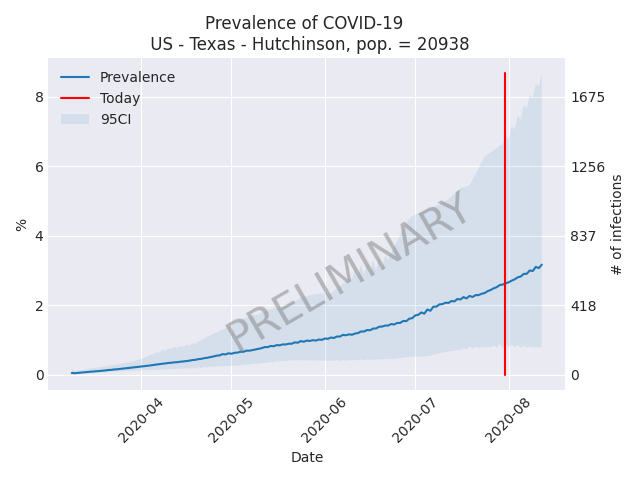 Prevalence of COVID-19
US - Texas - Hutchinson, pop. = 20938
Prevalence
Today
95CI
8
6
4
2
0
%
1675
1256
837
418
0
# of infections
PRELIMINARY
2020-04
2020-05
2020-06
2020-07
2020-08
Date